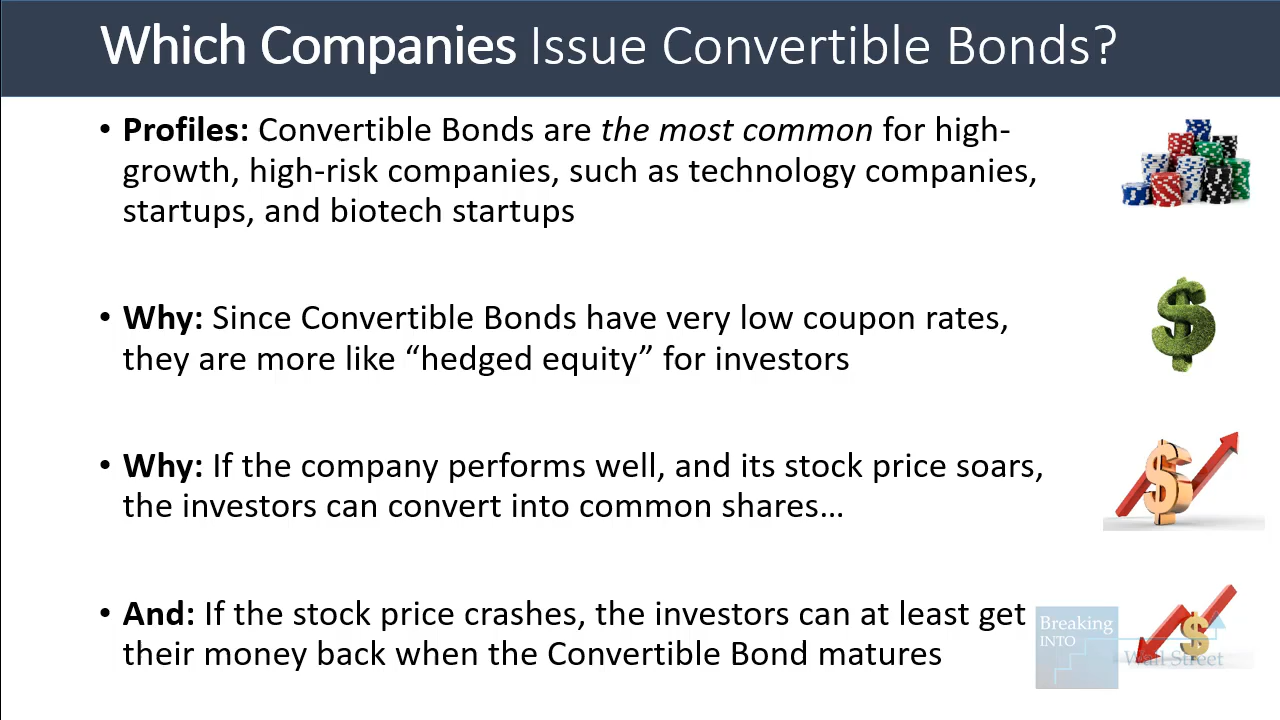 Which Companies Issue Convertible Bonds?
• Profiles: Convertible Bonds are the most common for high-
growth, high-risk companies, such as technology companies,
startups, and biotech startups
• Why: Since Convertible Bonds have very low coupon rates,
they are more like “hedged equity” for investors
• Why: If the company performs well, and its stock price soars,
the investors can convert into common shares…
• And: If the stock price crashes, the investors can at least get
their money back when the Convertible Bond matures
Breaking
INTO
Wall Street